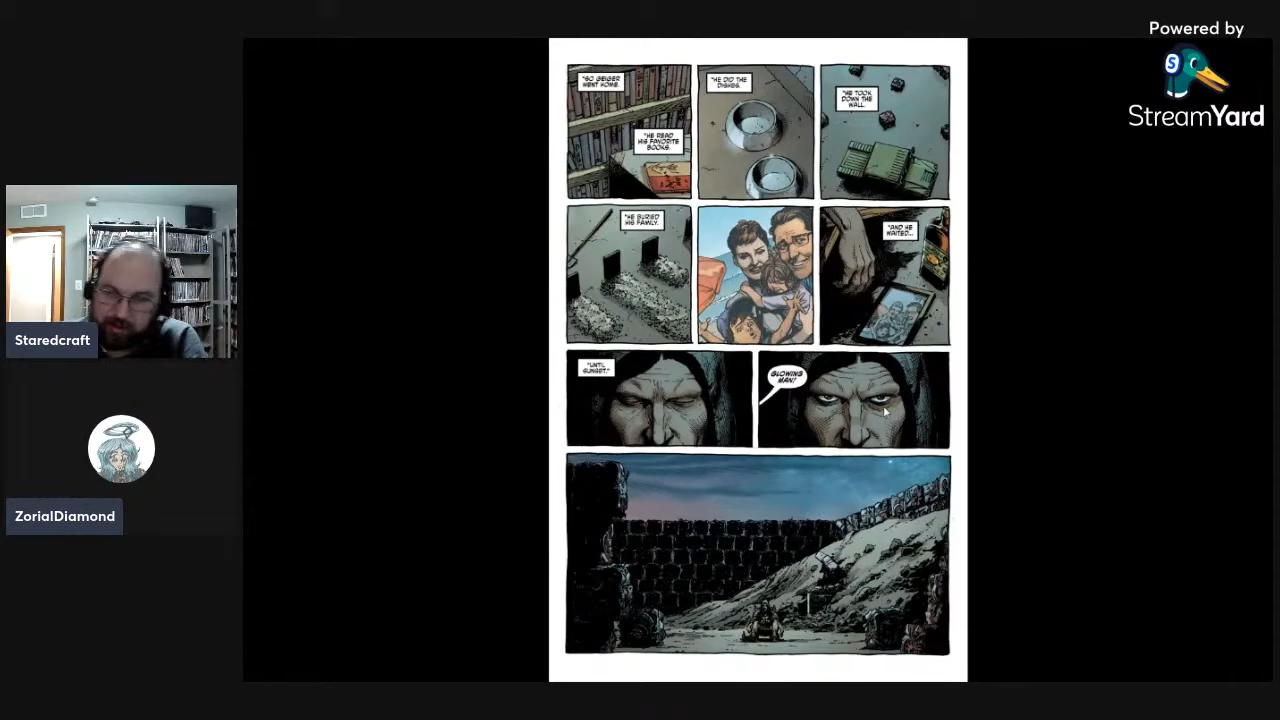 Powered by
S
StreamYard
"SO GEIGER
WENT HOME.
"HE READ
HIS FAVORITE
BOOKS.
"HE DID THE
DISHES.
"HE TOOK
DOWN THE
WALL.
"HE BURIED
HIS FAMILY.
"AND HE
WAITED...
"UNTIL
SUNSET."
GLOWING
MAN!
Staredcraft
ZorialDiamond